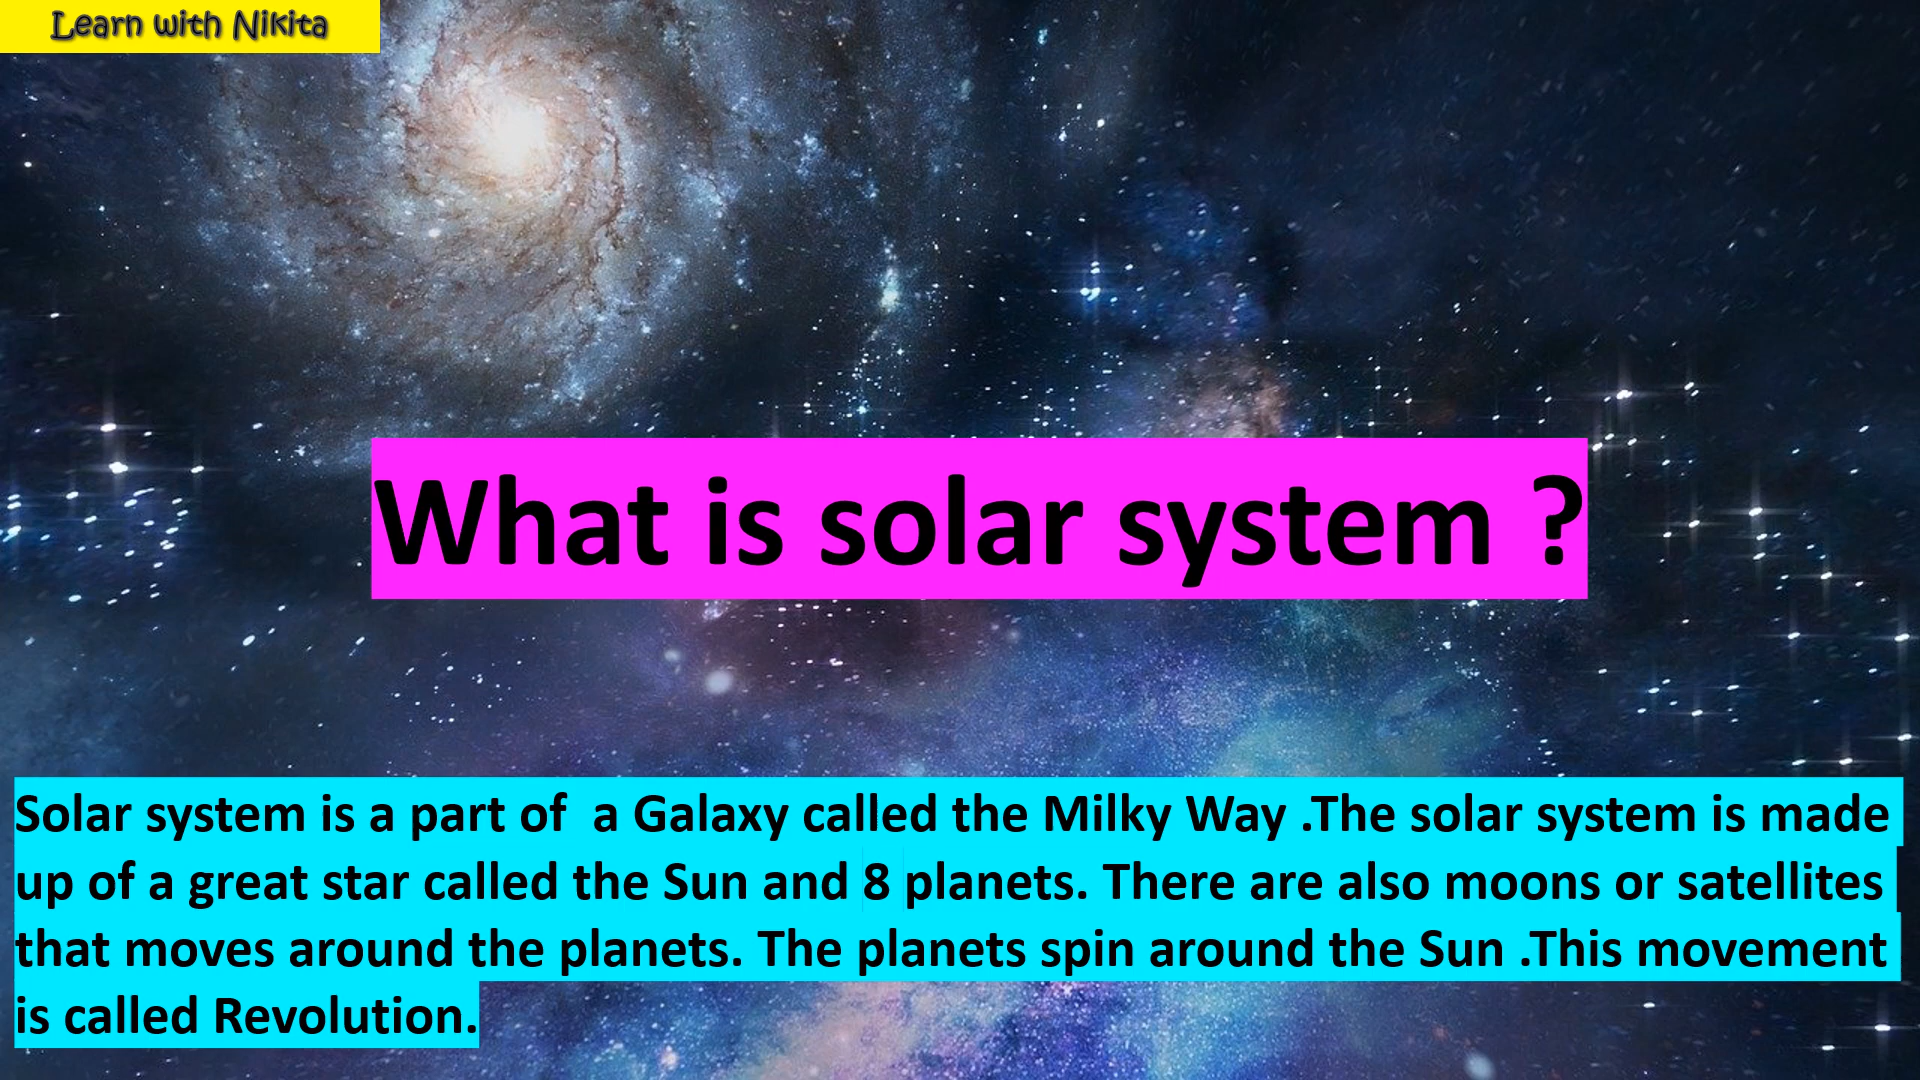 Learn with Nikita
What is solar system ?
Solar system is a part of  a Galaxy called the Milky Way .The solar system is made
up of a great star called the Sun and 8 planets. There are also moons or satellites
that moves around the planets. The planets spin around the Sun .This movement
is called Revolution.